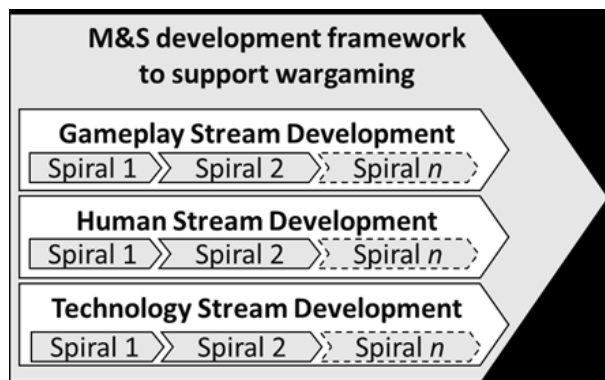 M&S development framework
to support wargaming
Gameplay Stream Development
Spiral 1 Spiral 2 Spiral n
Human Stream Development
Spiral 1 Spiral 2 Spiral n
Technology Stream Development
Spiral 1 Spiral 2 Spiral n